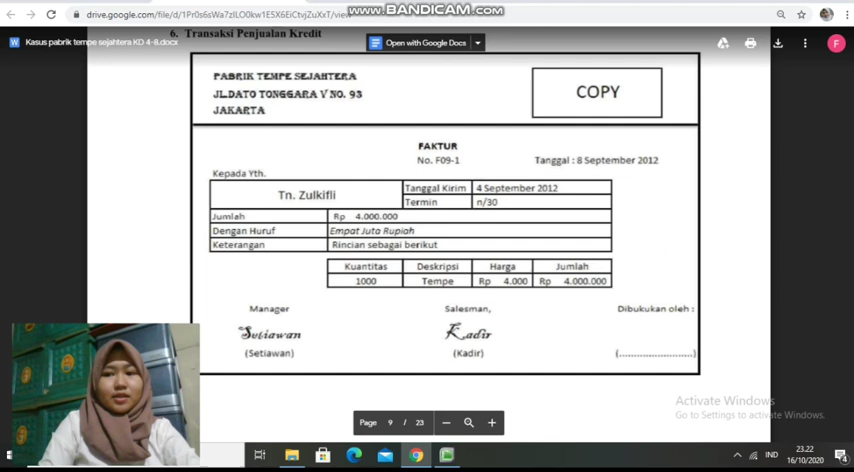 www.BANDICAM.com
drive.google.com/file/d/1Pr0s6sWa7zILO0kw1E5X6EiCtvjZuXxT/view
Kasus pabrik tempe sejahtera KD 4-8.docx
Open with Google Docs
F
6. Transaksi Penjualan Kredit
PABRIK TEMPE SEJAHTERA
JL.DATO TONGGARA V NO. 93
JAKARTA
COPY
FAKTUR
No. F09-1
Tanggal : 8 September 2012
Kepada Yth.
Tn. Zulkifli
Tanggal Kirim 4 September 2012
Termin n/30
Jumlah Rp 4.000.000
Dengan Huruf Empat Juta Rupiah
Keterangan Rincian sebagai berikut
Kuantitas Deskripsi Harga Jumlah
1000 Tempe Rp 4.000 Rp 4.000.000
Manager Salesman, Dibukukan oleh :
Setiawan Kadir
(Setiawan) (Kadir) (........................)
Activate Windows
Go to Settings to activate Windows.
Page 9 / 23
IND
23.22
16/10/2020
4